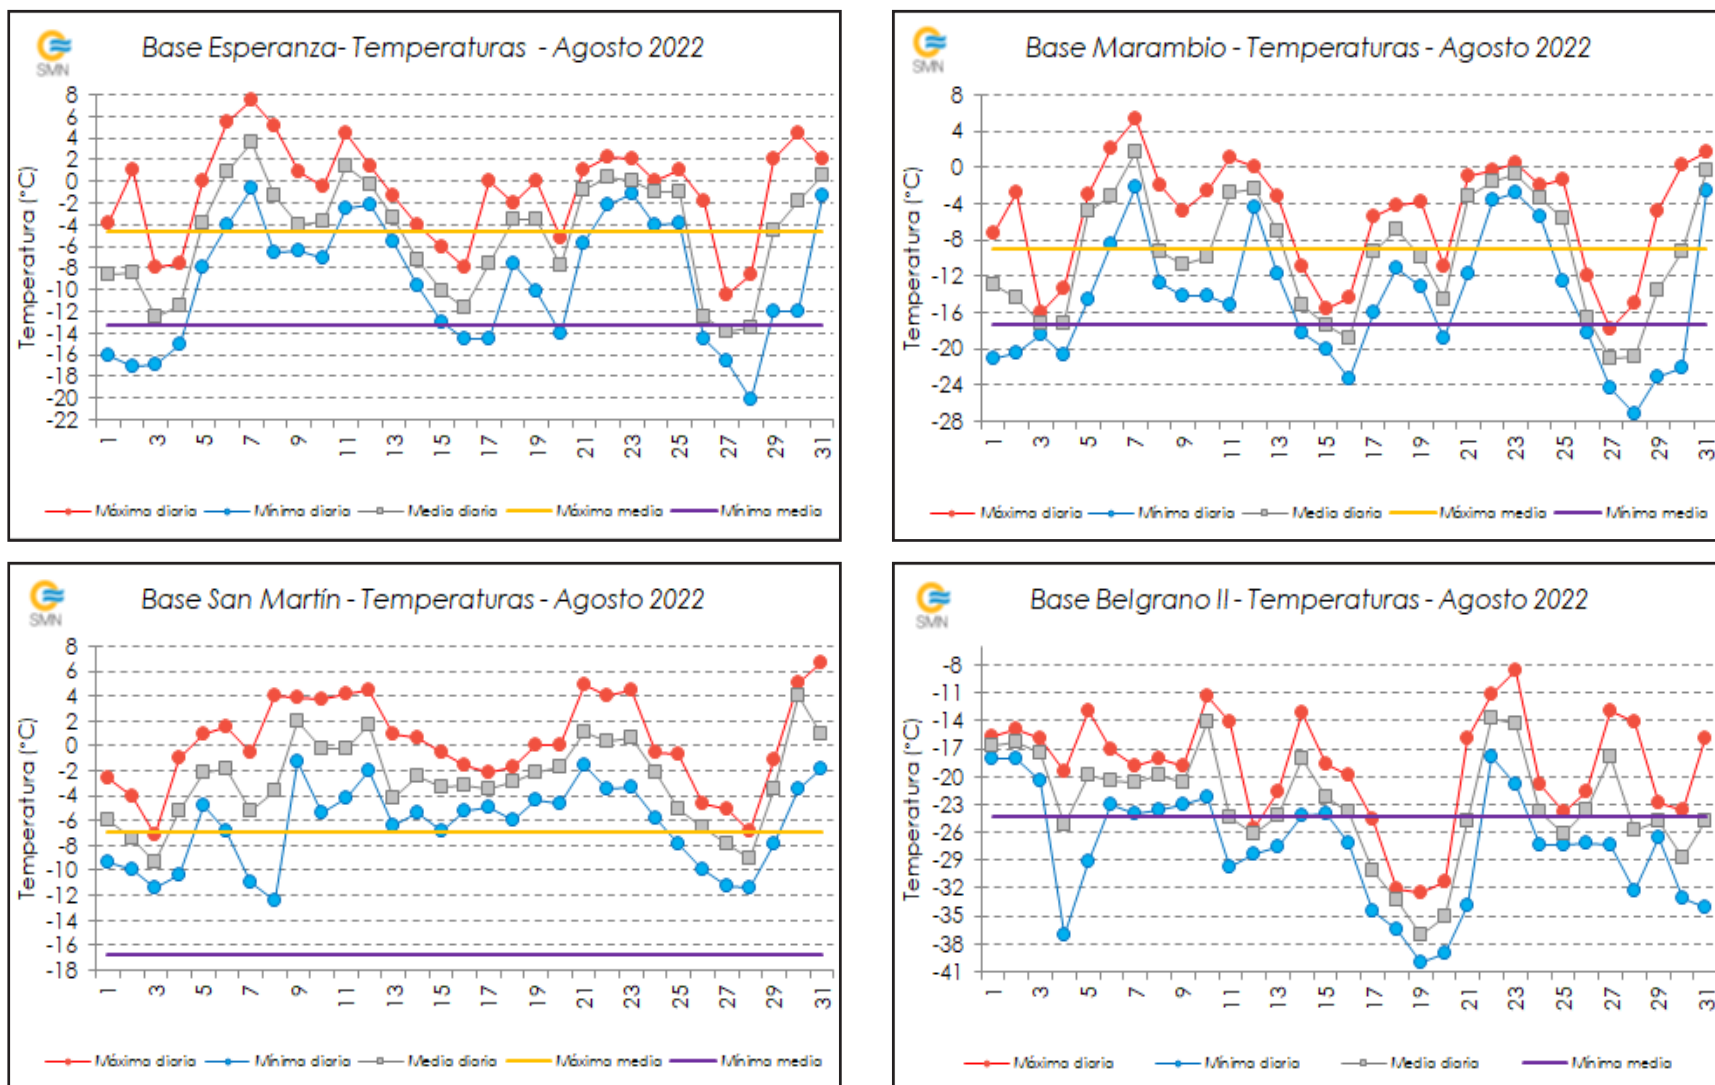 SMN
Base Esperanza- Temperaturas - Agosto 2022
Temperatura (°C)
8
6
4
2
0
-2
-4
-6
-8
-10
-12
-14
-16
-18
-20
-22
1 3 5 7 9 11 13 15 17 19 21 23 25 27 29 31
Máxima diaria Mínima diaria Media diaria Máxima media Mínima media
SMN
Base Marambio - Temperaturas - Agosto 2022
Temperatura (°C)
8
4
0
-4
-8
-12
-16
-20
-24
-28
1 3 5 7 9 11 13 15 17 19 21 23 25 27 29 31
Máxima diaria Mínima diaria Media diaria Máxima media Mínima media
SMN
Base San Martín - Temperaturas - Agosto 2022
Temperatura (°C)
8
6
4
2
0
-2
-4
-6
-8
-10
-12
-14
-16
-18
1 3 5 7 9 11 13 15 17 19 21 23 25 27 29 31
Máxima diaria Mínima diaria Media diaria Máxima media Mínima media
SMN
Base Belgrano II - Temperaturas - Agosto 2022
Temperatura (°C)
-8
-11
-14
-17
-20
-23
-26
-29
-32
-35
-38
-41
1 3 5 7 9 11 13 15 17 19 21 23 25 27 29 31
Máxima diaria Mínima diaria Media diaria Mínima media